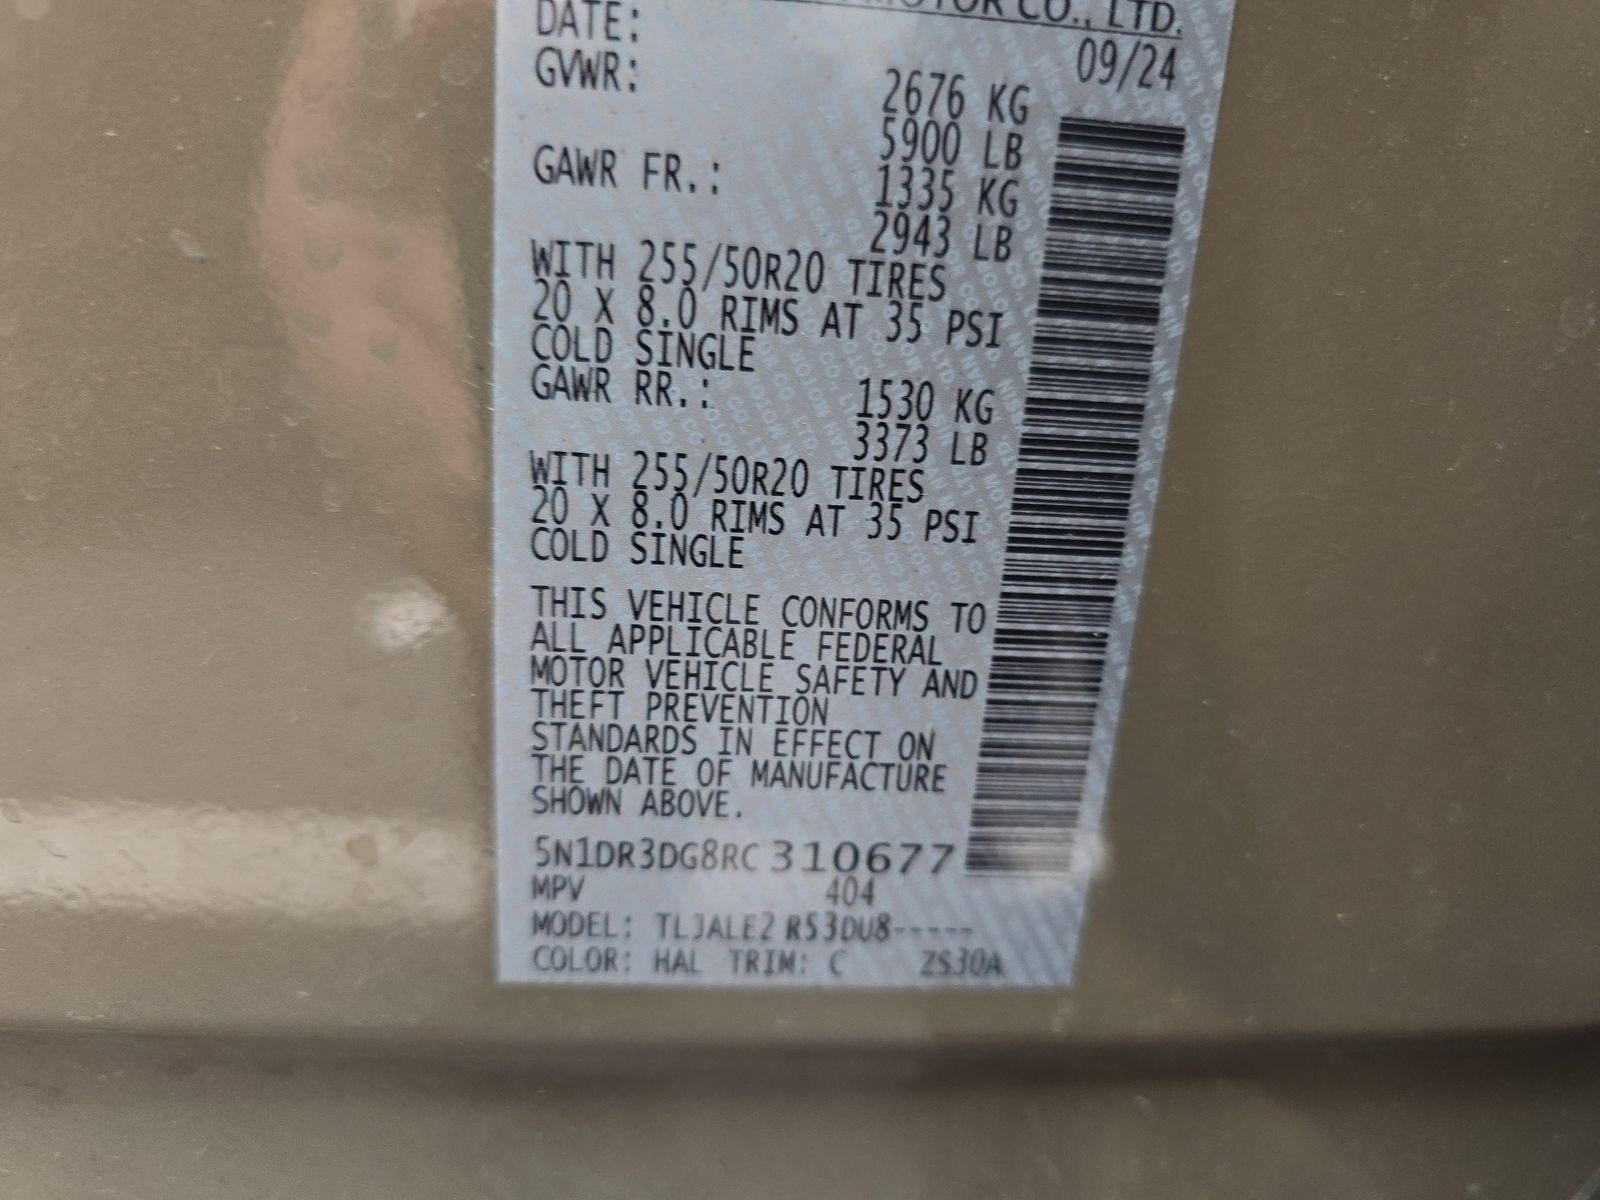 MOTOR CO., LTD.
DATE: 09/24
GVWR: 2676 KG
5900 LB
GAWR FR.: 1335 KG
2943 LB
WITH 255/50R20 TIRES
20 X 8.0 RIMS AT 35 PSI
COLD SINGLE
GAWR RR.: 1530 KG
3373 LB
WITH 255/50R20 TIRES
20 X 8.0 RIMS AT 35 PSI
COLD SINGLE
THIS VEHICLE CONFORMS TO
ALL APPLICABLE FEDERAL
MOTOR VEHICLE SAFETY AND
THEFT PREVENTION
STANDARDS IN EFFECT ON
THE DATE OF MANUFACTURE
SHOWN ABOVE.
5N1DR3DG8RC310677
MPV 404
MODEL: TLJALE2 R53DU8-----
COLOR: HAL TRIM: C ZS30A